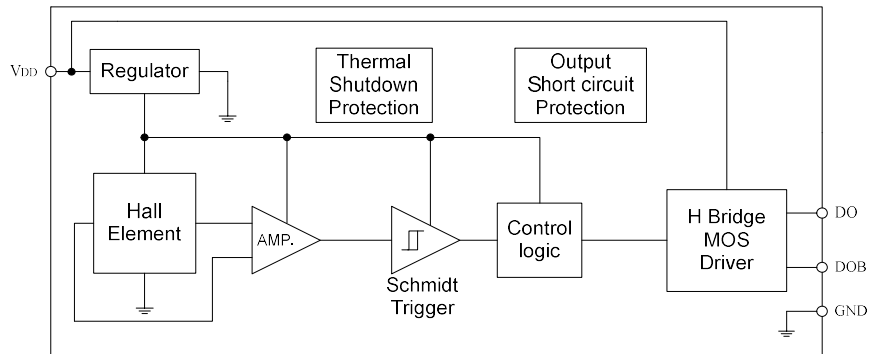 VDD
Regulator
Thermal
Shutdown
Protection
Output
Short circuit
Protection
Hall
Element
AMP.
Schmidt
Trigger
Control
logic
H Bridge
MOS
Driver
DO
DOB
GND